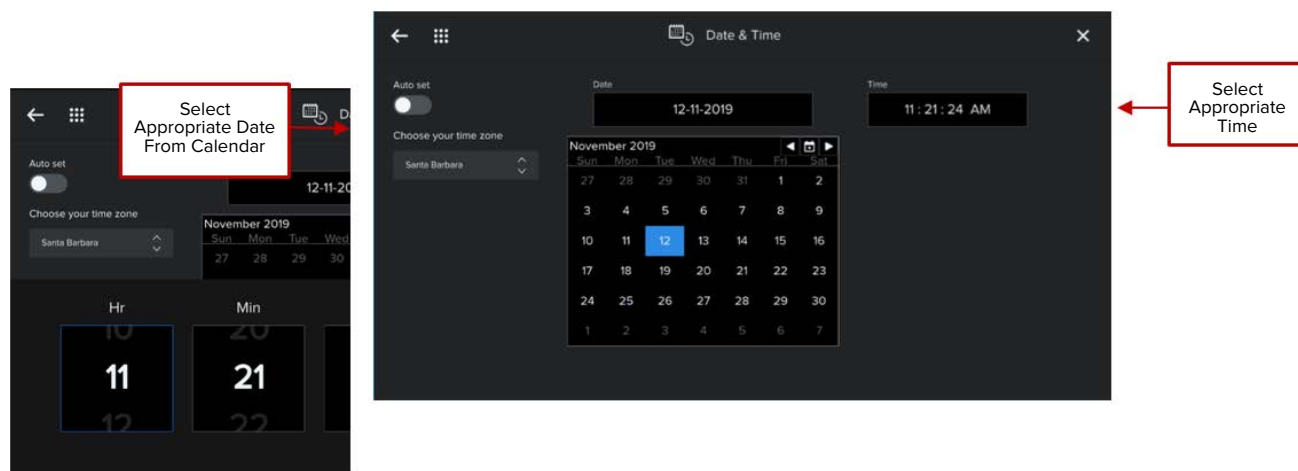 Select
Appropriate Date
From Calendar
Auto set
12-11-20
Choose your time zone
Santa Barbara
November 2019
Sun Mon Tue Wed
27 28 29 30
Hr Min
10 20
11 21
12 22
Date & Time
Auto set
Date
Time
12-11-2019
11 : 21 : 24 AM
Choose your time zone
Santa Barbara
November 2019
Sun Mon Tue Wed Thu Fri Sat
27 28 29 30 31 1 2
3 4 5 6 7 8 9
10 11 12 13 14 15 16
17 18 19 20 21 22 23
24 25 26 27 28 29 30
1 2 3 4 5 6 7
Select
Appropriate
Time